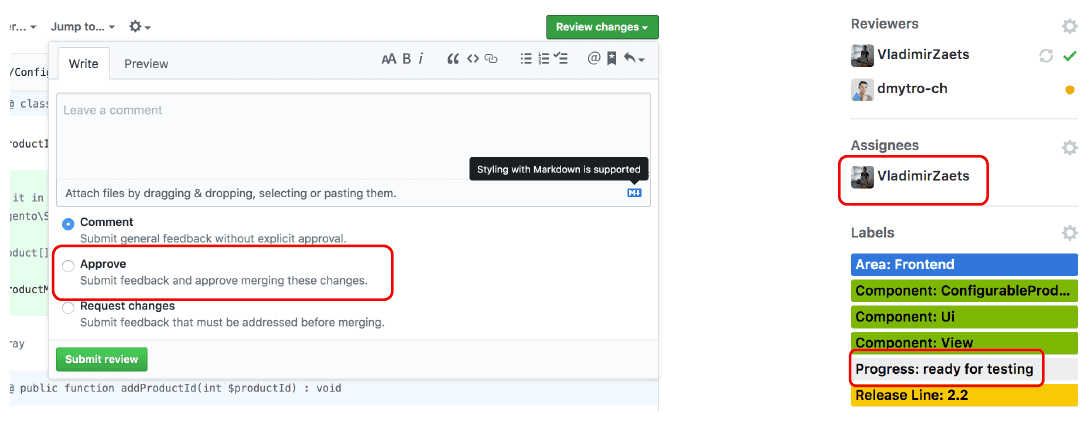 er...
Jump to...
Review changes
Write
Preview
AA B i
Leave a comment
Styling with Markdown is supported
Attach files by dragging & dropping, selecting or pasting them.
Comment
Submit general feedback without explicit approval.
Approve
Submit feedback and approve merging these changes.
Request changes
Submit feedback that must be addressed before merging.
Submit review
/Config
@ class
roductI
it in
gento\S
oduct[]
roductM
ray
@ public function addProductId(int $productId) : void
Reviewers
VladimirZaets
dmytro-ch
Assignees
VladimirZaets
Labels
Area: Frontend
Component: ConfigurableProd...
Component: Ui
Component: View
Progress: ready for testing
Release Line: 2.2